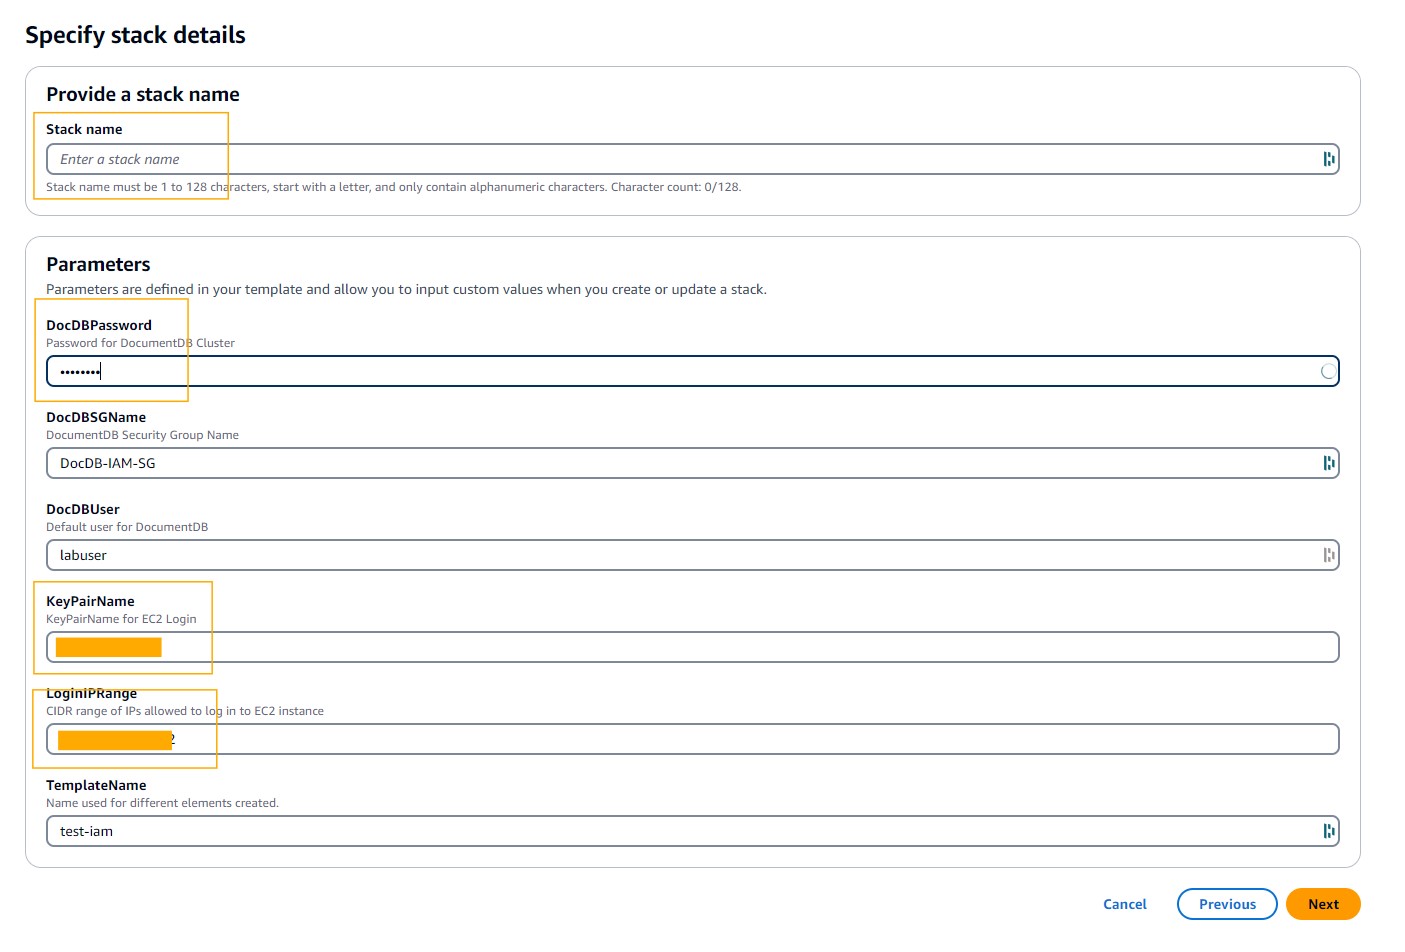 Specify stack details
Provide a stack name
Stack name
Enter a stack name
Stack name must be 1 to 128 characters, start with a letter, and only contain alphanumeric characters. Character count: 0/128.
Parameters
Parameters are defined in your template and allow you to input custom values when you create or update a stack.
DocDBPassword
Password for DocumentDB Cluster
••••••••
DocDBSGName
DocumentDB Security Group Name
DocDB-IAM-SG
DocDBUser
Default user for DocumentDB
labuser
KeyPairName
KeyPairName for EC2 Login
LoginIPRange
CIDR range of IPs allowed to log in to EC2 instance
2
TemplateName
Name used for different elements created.
test-iam
Cancel
Previous
Next